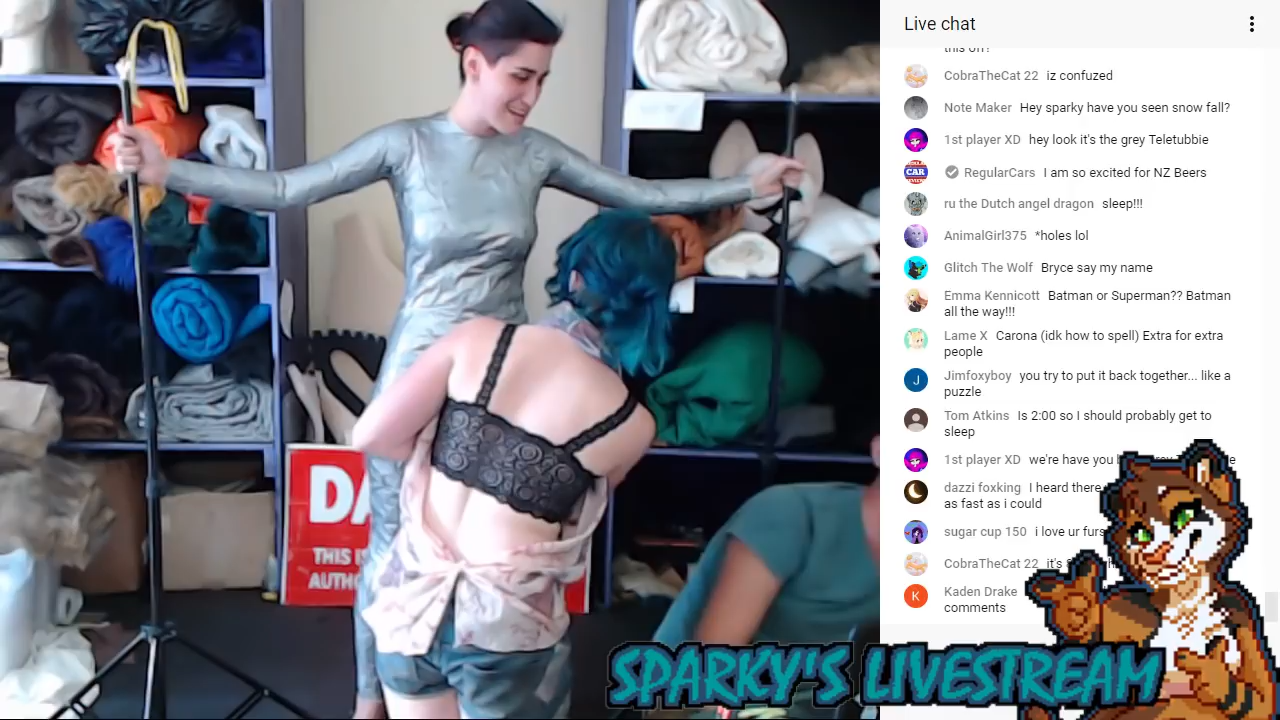 Live chat
this off?
CobraTheCat 22 iz confuzed
Note Maker Hey sparky have you seen snow fall?
1st player XD hey look it's the grey Teletubbie
RegularCars I am so excited for NZ Beers
CAR
ru the Dutch angel dragon sleep!!!
AnimalGirl375 *holes lol
Glitch The Wolf Bryce say my name
Emma Kennicott Batman or Superman?? Batman
all the way!!!
Lame X Carona (idk how to spell) Extra for extra
people
J
Jimfoxyboy you try to put it back together... like a
puzzle
Tom Atkins Is 2:00 so I should probably get to
sleep
1st player XD we're have you
dazzi foxking I heard there
as fast as i could
sugar cup 150 i love ur furs
CobraTheCat 22 it's
K
Kaden Drake
comments
DA
THIS I
AUTHO
SPARKY'S LIVESTREAM